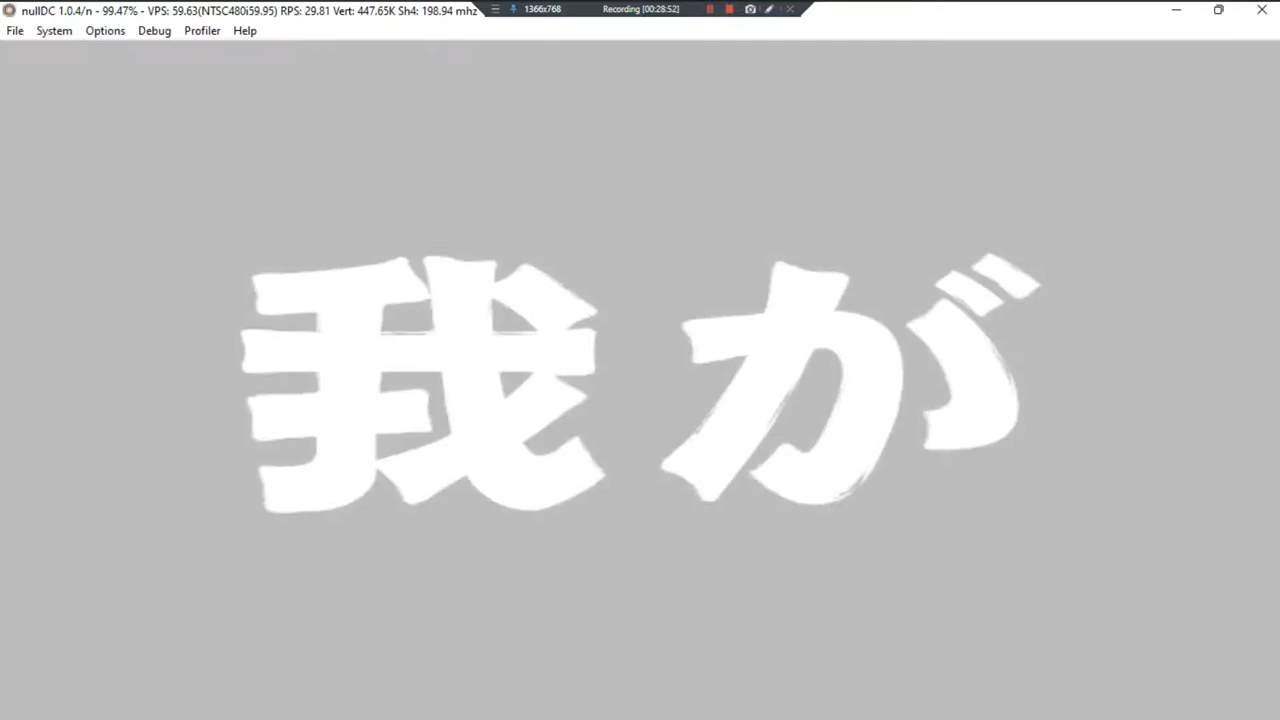 nullDC 1.0.4/n - 99.47% - VPS: 59.63(NTSC480i59.95) RPS: 29.81 Vert: 447.65K Sh4: 198.94 mhz
1366x768
Recording [00:28:52]
File System Options Debug Profiler Help
我が